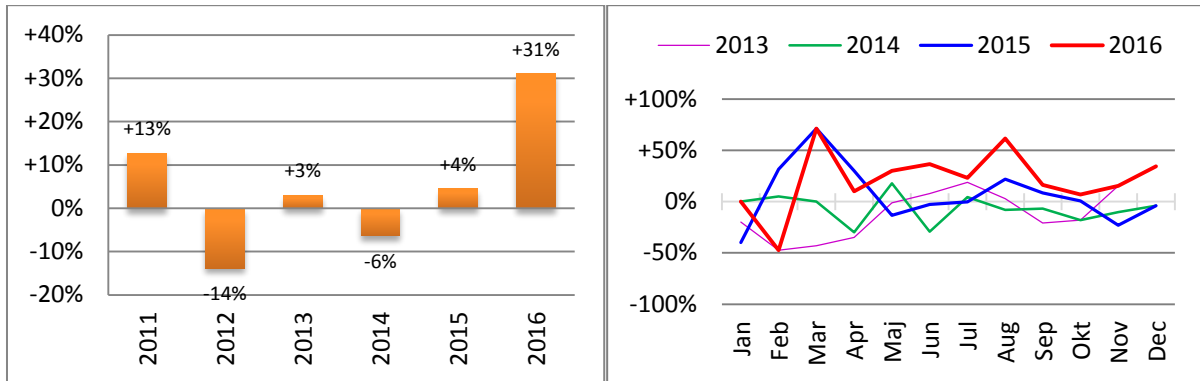 +40%
+30%
+20%
+10%
0%
-10%
-20%
+13%
-14%
+3%
-6%
+4%
+31%
2011
2012
2013
2014
2015
2016
2013
2014
2015
2016
+100%
+50%
0%
-50%
-100%
Jan
Feb
Mar
Apr
Maj
Jun
Jul
Aug
Sep
Okt
Nov
Dec